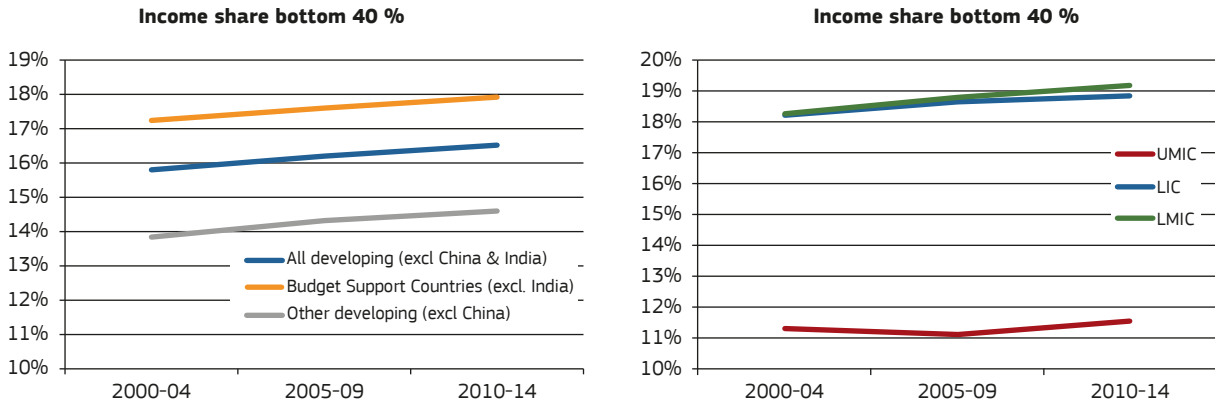 Income share bottom 40 %
19%
18%
17%
16%
15%
14%
13%
12%
11%
10%
All developing (excl China & India)
Budget Support Countries (excl. India)
Other developing (excl China)
2000-04 2005-09 2010-14
Income share bottom 40 %
20%
19%
18%
17%
16%
15%
14%
13%
12%
11%
10%
UMIC
LIC
LMIC
2000-04 2005-09 2010-14